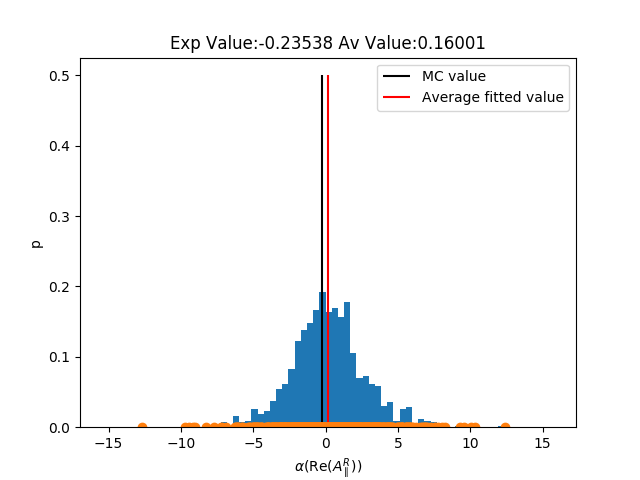 Exp Value:-0.23538 Av Value:0.16001
MC value
Average fitted value
0.5
0.4
0.3
0.2
0.1
0.0
p
−15 −10 −5 0 5 10 15
α(Re(A_∥^R))